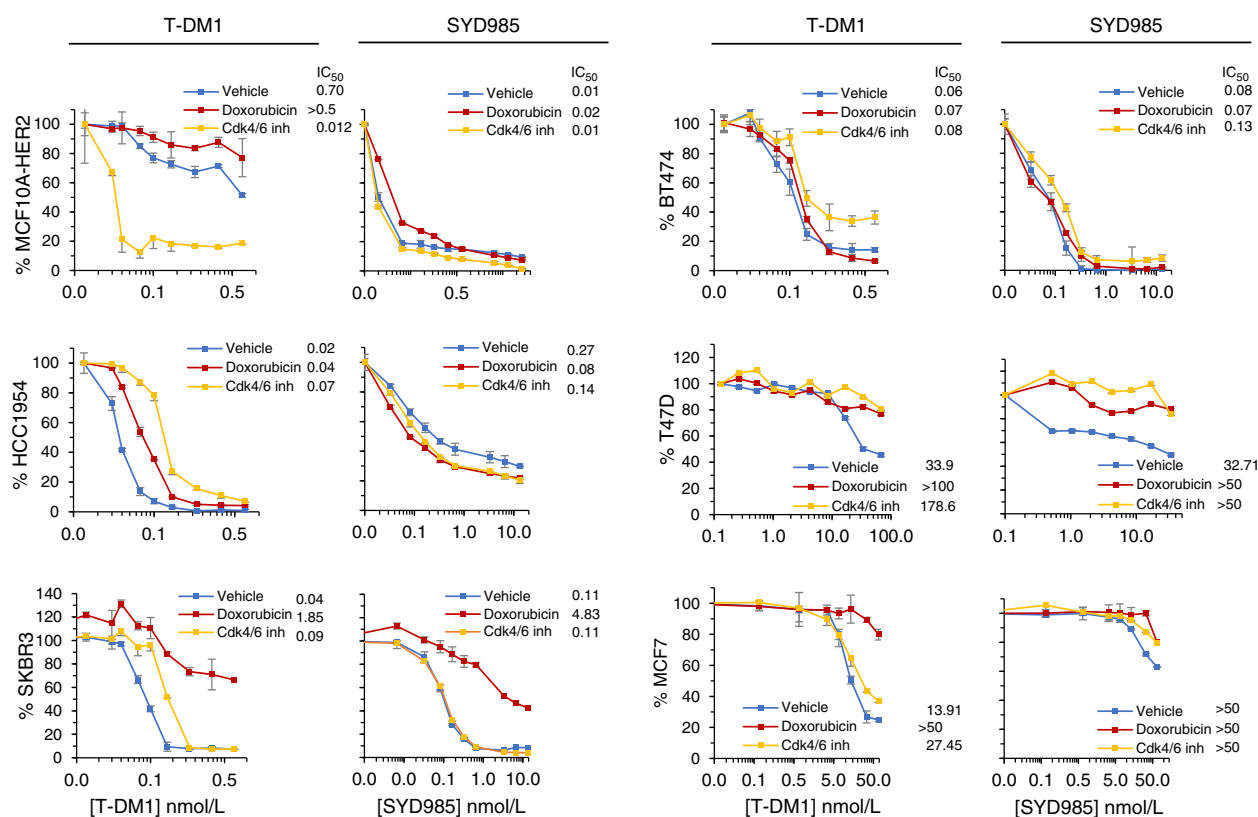 T-DM1 SYD985 T-DM1 SYD985
IC50
Vehicle 0.70
Doxorubicin >0.5
Cdk4/6 inh 0.012
% MCF10A-HER2
100
80
60
40
20
0
0.0 0.1 0.5
IC50
Vehicle 0.01
Doxorubicin 0.02
Cdk4/6 inh 0.01
0.0 0.5
IC50
Vehicle 0.06
Doxorubicin 0.07
Cdk4/6 inh 0.08
% BT474
100
80
60
40
20
0
0.0 0.1 0.5
IC50
Vehicle 0.08
Doxorubicin 0.07
Cdk4/6 inh 0.13
0.0 0.1 1.0 10.0
Vehicle 0.02
Doxorubicin 0.04
Cdk4/6 inh 0.07
% HCC1954
100
80
60
40
20
0
0.0 0.1 0.5
Vehicle 0.27
Doxorubicin 0.08
Cdk4/6 inh 0.14
0.0 0.1 1.0 10.0
% T47D
120
100
80
60
40
20
0
Vehicle 33.9
Doxorubicin >100
Cdk4/6 inh 178.6
0.1 0.1 1.0 10.0 100.0
Vehicle 32.71
Doxorubicin >50
Cdk4/6 inh >50
0.1 1.0 10.0
Vehicle 0.04
Doxorubicin 1.85
Cdk4/6 inh 0.09
% SKBR3
140
120
100
80
60
40
20
0
0.0 0.1 0.5
[T-DM1] nmol/L
Vehicle 0.11
Doxorubicin 4.83
Cdk4/6 inh 0.11
0.0 0.0 0.1 1.0 10.0
[SYD985] nmol/L
% MCF7
100
80
60
40
20
0
Vehicle 13.91
Doxorubicin >50
Cdk4/6 inh 27.45
0.0 0.1 0.5 5.0 50.0
[T-DM1] nmol/L
Vehicle >50
Doxorubicin >50
Cdk4/6 inh >50
0.0 0.1 0.5 5.0 50.0
[SYD985] nmol/L